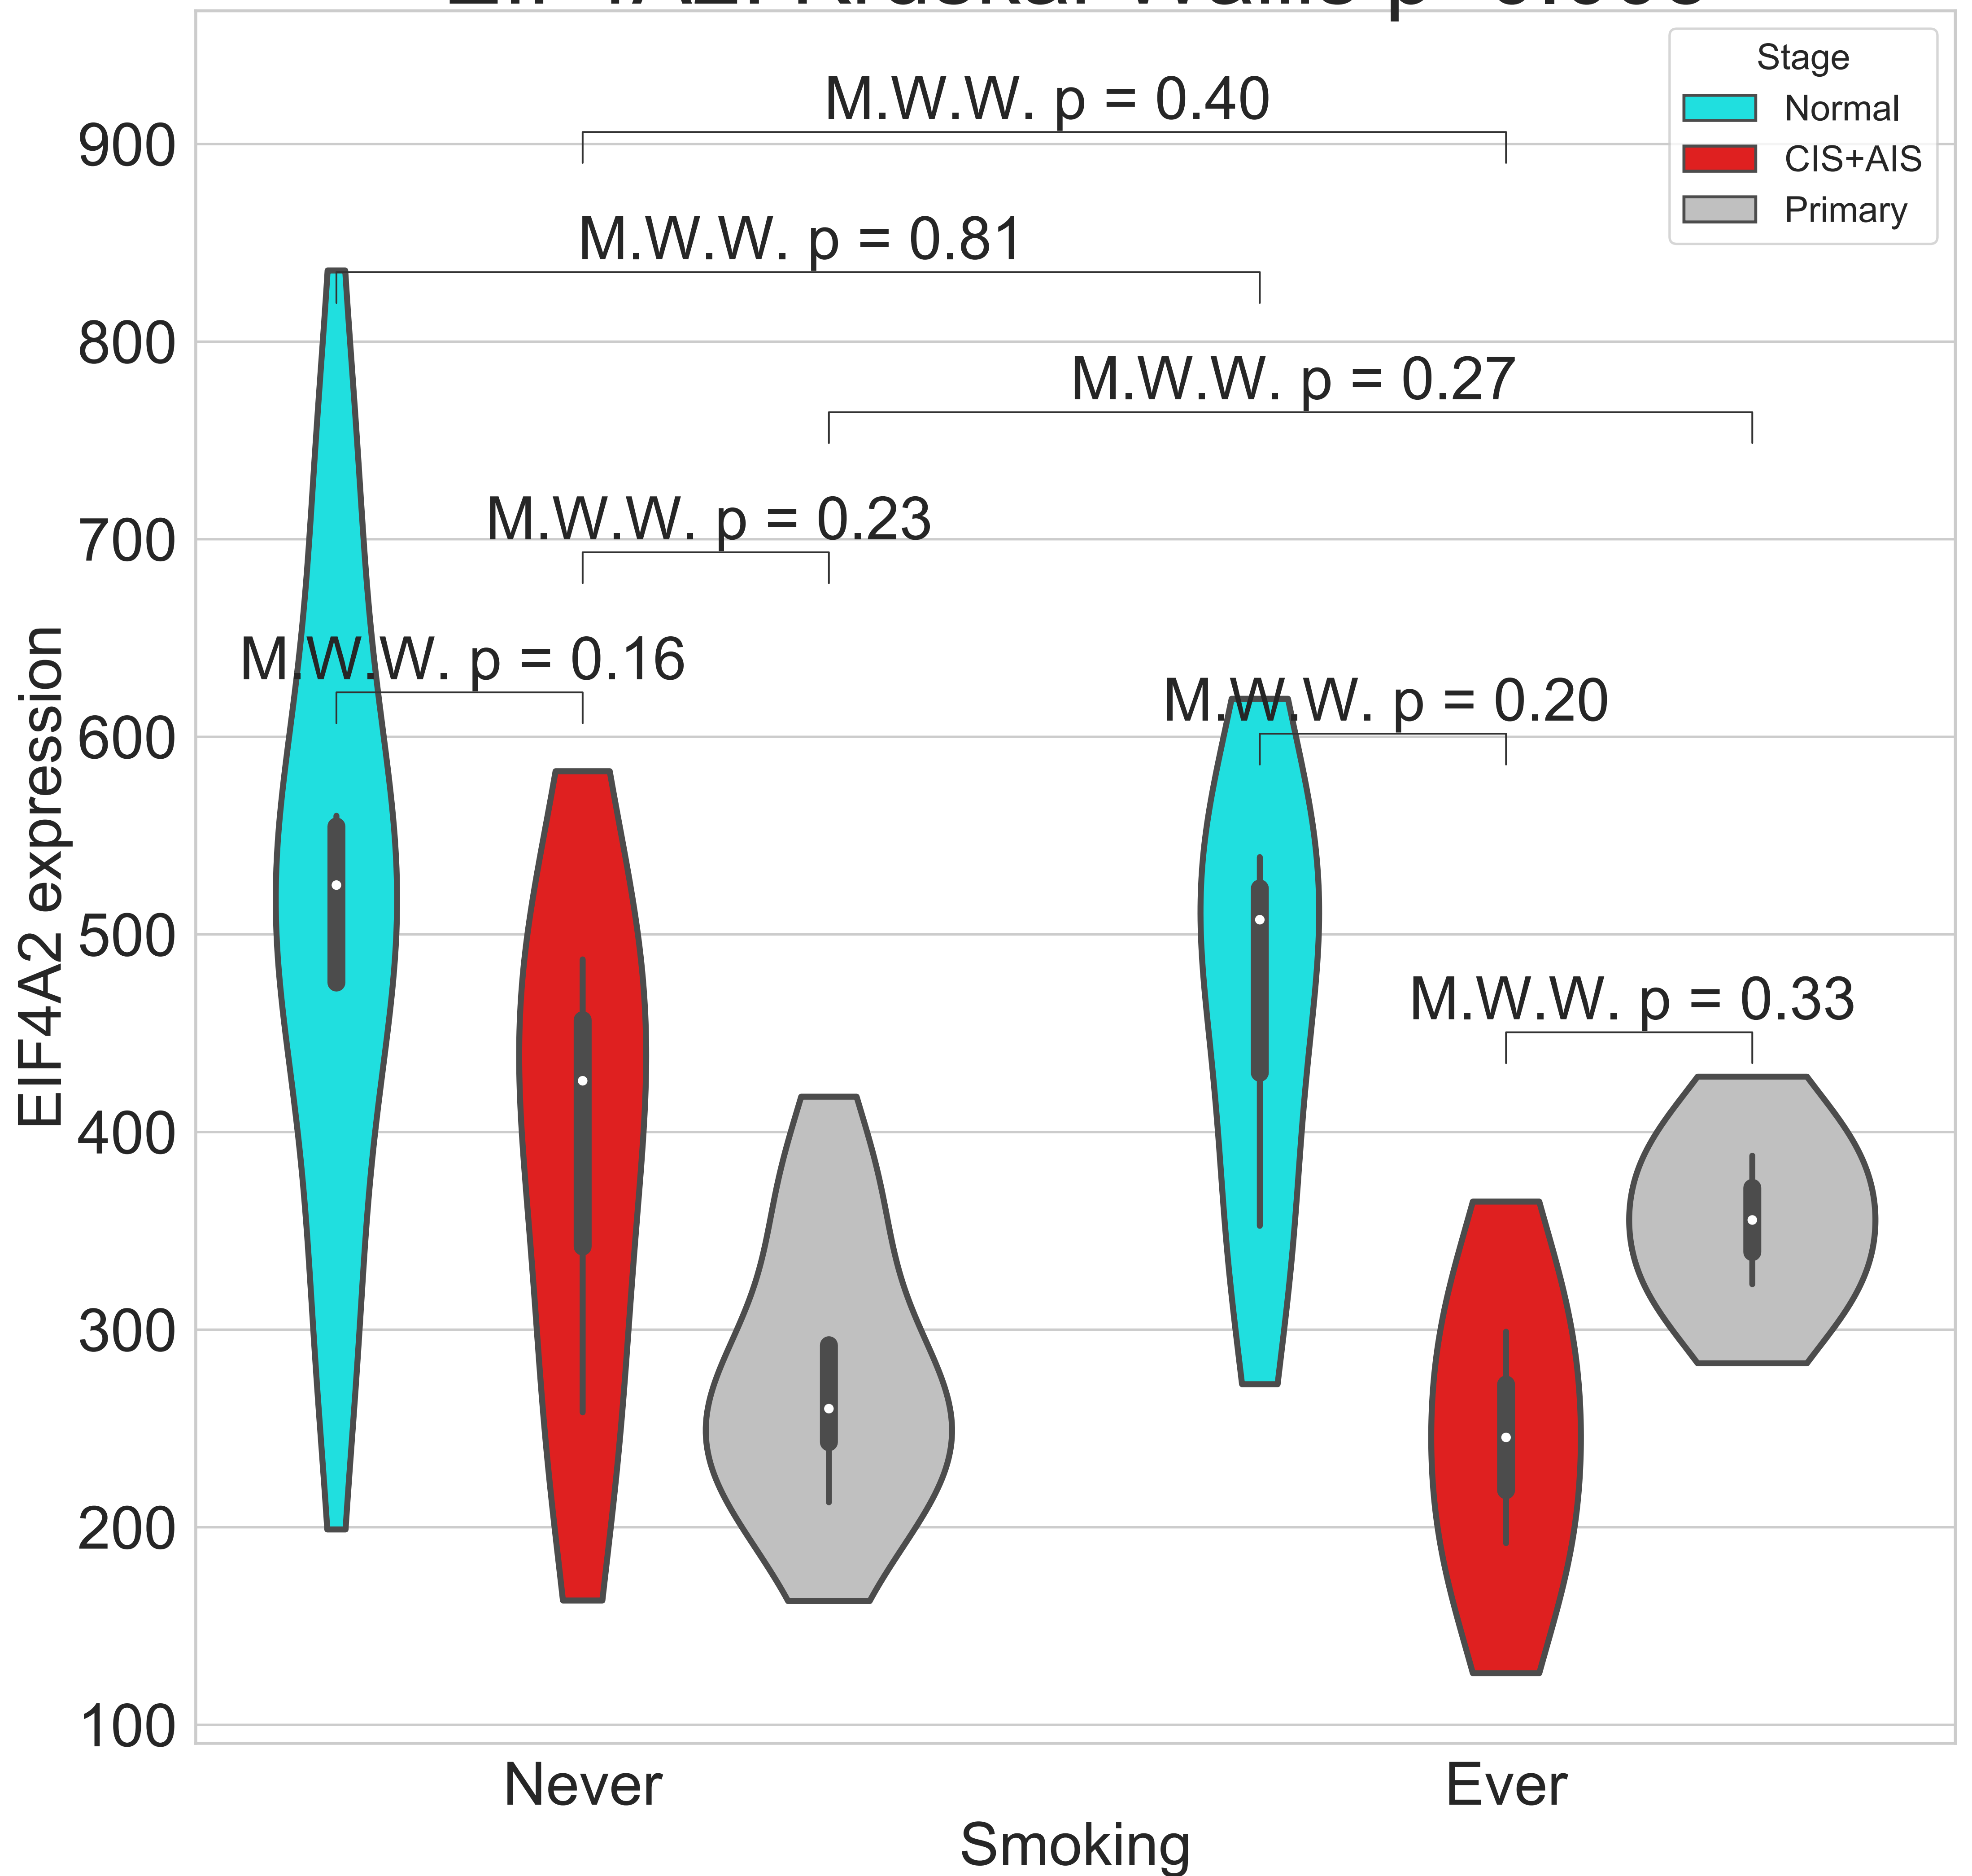 Stage
Normal
CIS+AIS
Primary
M.W.W. p = 0.40
M.W.W. p = 0.81
M.W.W. p = 0.27
M.W.W. p = 0.23
M.W.W. p = 0.16
M.W.W. p = 0.20
M.W.W. p = 0.33
900
800
700
600
500
400
300
200
100
EIF4A2 expression
Never
Ever
Smoking